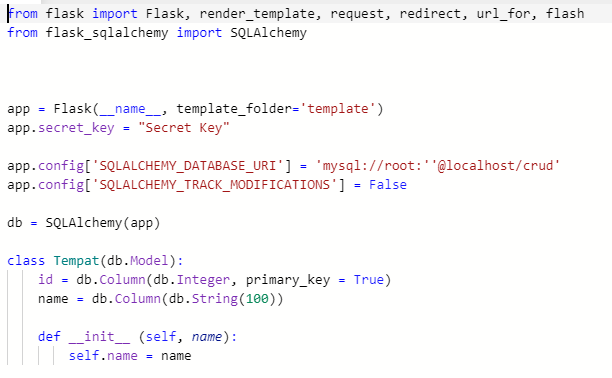 from flask import Flask, render_template, request, redirect, url_for, flash
from flask_sqlalchemy import SQLAlchemy
app = Flask(__name__, template_folder='template')
app.secret_key = "Secret Key"
app.config['SQLALCHEMY_DATABASE_URI'] = 'mysql://root:''@localhost/crud'
app.config['SQLALCHEMY_TRACK_MODIFICATIONS'] = False
db = SQLAlchemy(app)
class Tempat(db.Model):
    id = db.Column(db.Integer, primary_key = True)
    name = db.Column(db.String(100))
    def __init__ (self, name):
        self.name = name